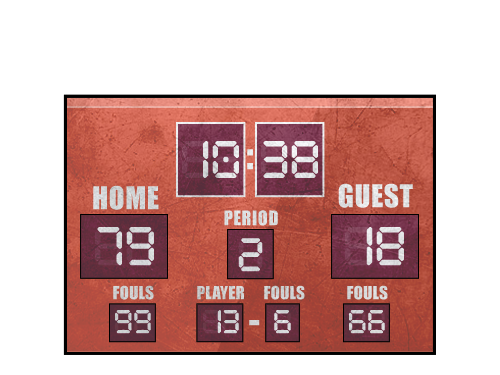 10:38
HOME GUEST
PERIOD
79 2 18
FOULS PLAYER FOULS FOULS
99 13-6 66